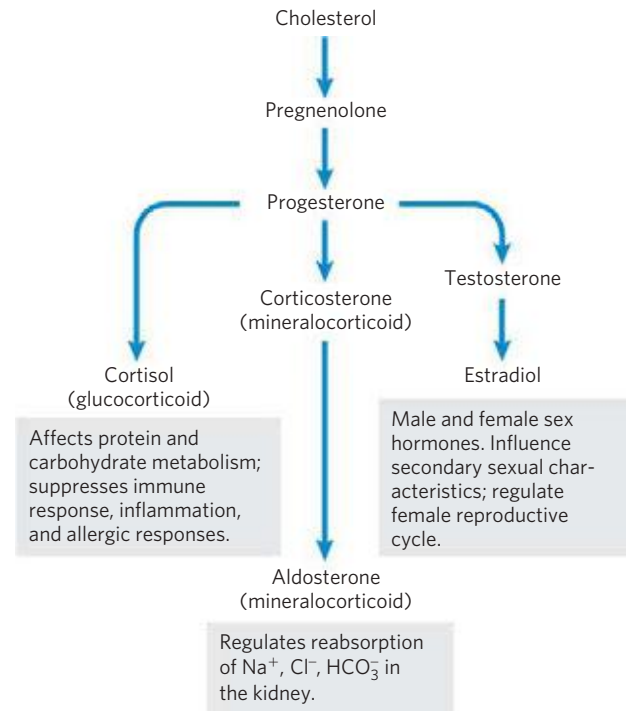 Cholesterol
Pregnenolone
Progesterone
Testosterone
Corticosterone
(mineralocorticoid)
Cortisol
(glucocorticoid)
Affects protein and
carbohydrate metabolism;
suppresses immune
response, inflammation,
and allergic responses.
Estradiol
Male and female sex
hormones. Influence
secondary sexual char-
acteristics; regulate
female reproductive
cycle.
Aldosterone
(mineralocorticoid)
Regulates reabsorption
of Na⁺, Cl⁻, HCO₃⁻ in
the kidney.